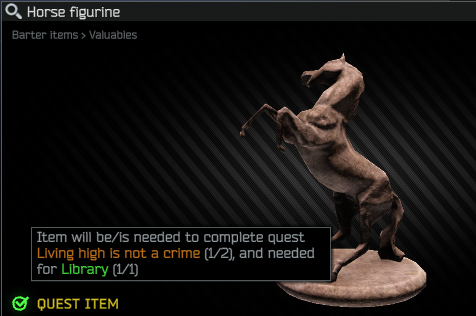 Horse figurine
Barter items > Valuables
Item will be/is needed to complete quest
Living high is not a crime (1/2), and needed
for Library (1/1)
QUEST ITEM